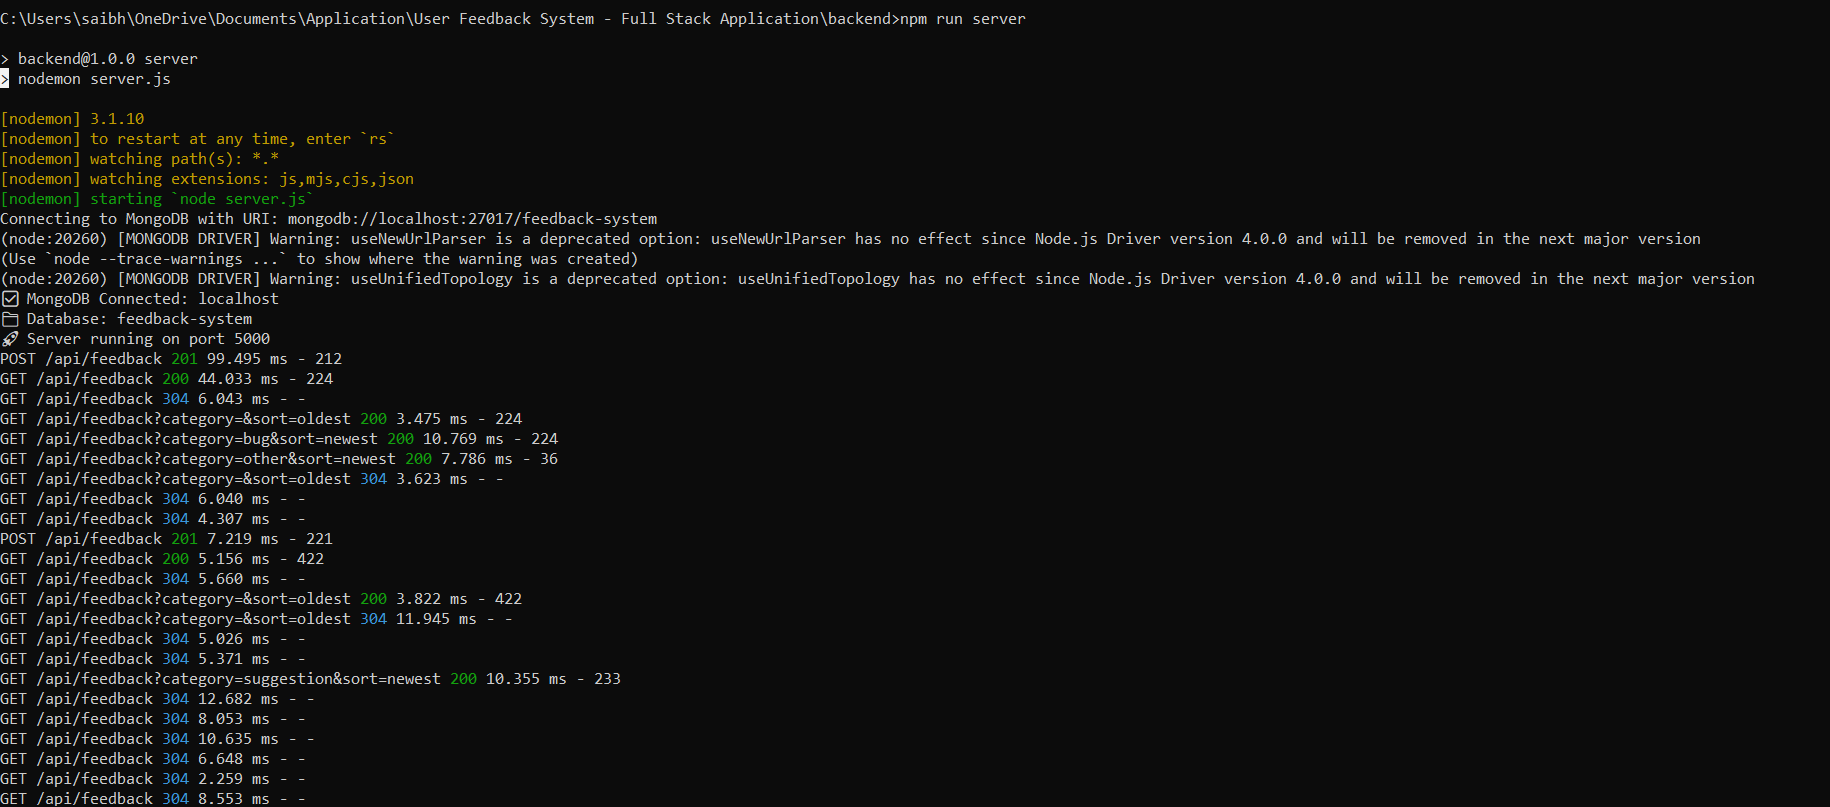 C:\Users\saibh\OneDrive\Documents\Application\User Feedback System - Full Stack Application\backend>npm run server
> backend@1.0.0 server
> nodemon server.js
[nodemon] 3.1.10
[nodemon] to restart at any time, enter `rs`
[nodemon] watching path(s): *.*
[nodemon] watching extensions: js,mjs,cjs,json
[nodemon] starting `node server.js`
Connecting to MongoDB with URI: mongodb://localhost:27017/feedback-system
(node:20260) [MONGODB DRIVER] Warning: useNewUrlParser is a deprecated option: useNewUrlParser has no effect since Node.js Driver version 4.0.0 and will be removed in the next major version
(Use `node --trace-warnings ...` to show where the warning was created)
(node:20260) [MONGODB DRIVER] Warning: useUnifiedTopology is a deprecated option: useUnifiedTopology has no effect since Node.js Driver version 4.0.0 and will be removed in the next major version
✅ MongoDB Connected: localhost
📁 Database: feedback-system
🚀 Server running on port 5000
POST /api/feedback 201 99.495 ms - 212
GET /api/feedback 200 44.033 ms - 224
GET /api/feedback 304 6.043 ms - -
GET /api/feedback?category=&sort=oldest 200 3.475 ms - 224
GET /api/feedback?category=bug&sort=newest 200 10.769 ms - 224
GET /api/feedback?category=other&sort=newest 200 7.786 ms - 36
GET /api/feedback?category=&sort=oldest 304 3.623 ms - -
GET /api/feedback 304 6.040 ms - -
GET /api/feedback 304 4.307 ms - -
POST /api/feedback 201 7.219 ms - 221
GET /api/feedback 200 5.156 ms - 422
GET /api/feedback 304 5.660 ms - -
GET /api/feedback?category=&sort=oldest 200 3.822 ms - 422
GET /api/feedback?category=&sort=oldest 304 11.945 ms - -
GET /api/feedback 304 5.026 ms - -
GET /api/feedback 304 5.371 ms - -
GET /api/feedback?category=suggestion&sort=newest 200 10.355 ms - 233
GET /api/feedback 304 12.682 ms - -
GET /api/feedback 304 8.053 ms - -
GET /api/feedback 304 10.635 ms - -
GET /api/feedback 304 6.648 ms - -
GET /api/feedback 304 2.259 ms - -
GET /api/feedback 304 8.553 ms - -